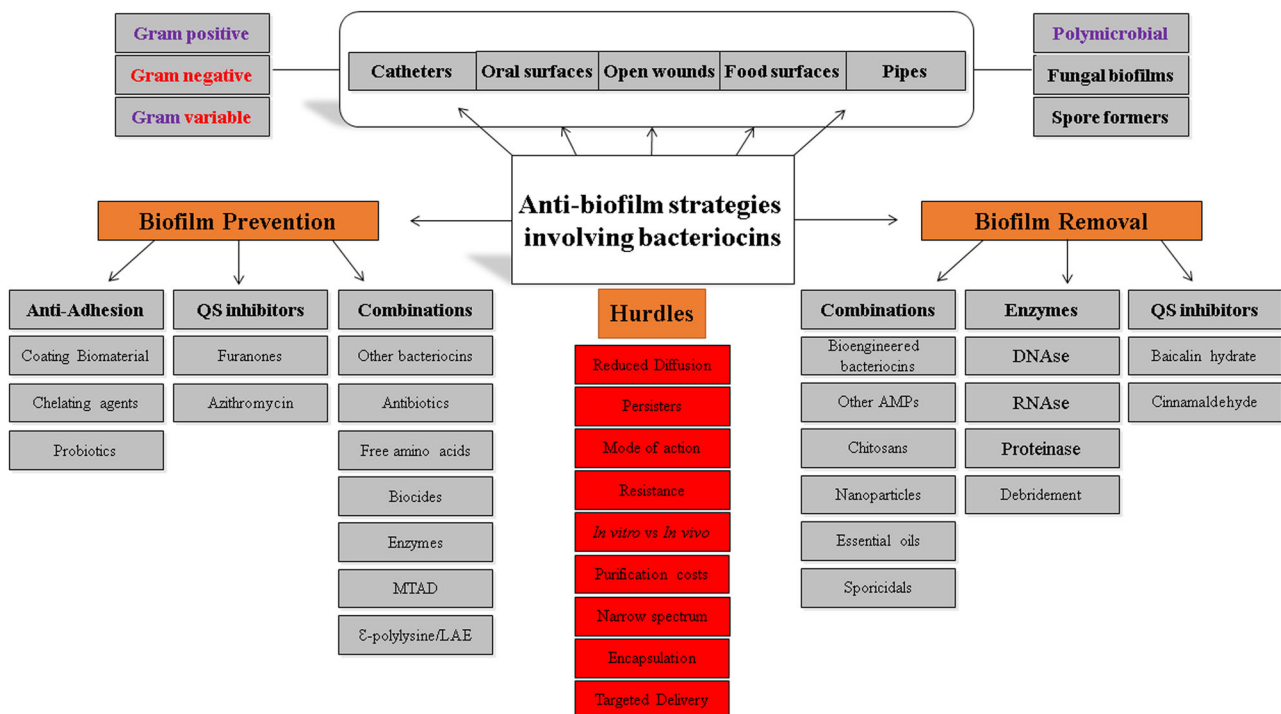 Gram positive
Gram negative
Gram variable
Catheters
Oral surfaces
Open wounds
Food surfaces
Pipes
Polymicrobial
Fungal biofilms
Spore formers
Anti-biofilm strategies
involving bacteriocins
Biofilm Prevention
Anti-Adhesion
Coating Biomaterial
Chelating agents
Probiotics
QS inhibitors
Furanones
Azithromycin
Combinations
Other bacteriocins
Antibiotics
Free amino acids
Biocides
Enzymes
MTAD
Ɛ-polylysine/LAE
Hurdles
Reduced Diffusion
Persisters
Mode of action
Resistance
In vitro vs In vivo
Purification costs
Narrow spectrum
Encapsulation
Targeted Delivery
Biofilm Removal
Combinations
Bioengineered
bacteriocins
Other AMPs
Chitosans
Nanoparticles
Essential oils
Sporicidals
Enzymes
DNAse
RNAse
Proteinase
Debridement
QS inhibitors
Baicalin hydrate
Cinnamaldehyde